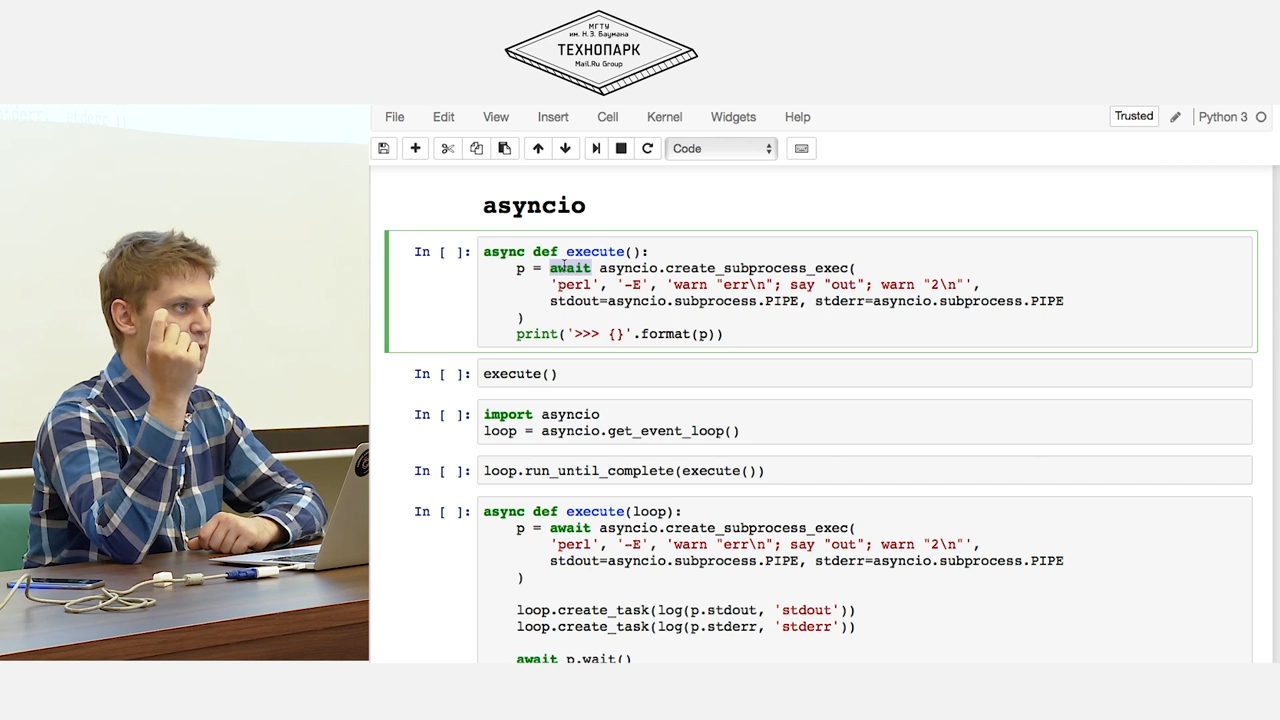 МГТУ
им. Н.Э. Баумана
ТЕХНОПАРК
Mail.Ru Group
File Edit View Insert Cell Kernel Widgets Help
Trusted
Python 3
Code
asyncio
In [ ]: async def execute():
    p = await asyncio.create_subprocess_exec(
        'perl', '-E', 'warn "err\n"; say "out"; warn "2\n"',
        stdout=asyncio.subprocess.PIPE, stderr=asyncio.subprocess.PIPE
    )
    print('>>> {}'.format(p))
In [ ]: execute()
In [ ]: import asyncio
loop = asyncio.get_event_loop()
In [ ]: loop.run_until_complete(execute())
In [ ]: async def execute(loop):
    p = await asyncio.create_subprocess_exec(
        'perl', '-E', 'warn "err\n"; say "out"; warn "2\n"',
        stdout=asyncio.subprocess.PIPE, stderr=asyncio.subprocess.PIPE
    )
    loop.create_task(log(p.stdout, 'stdout'))
    loop.create_task(log(p.stderr, 'stderr'))
    await p.wait()